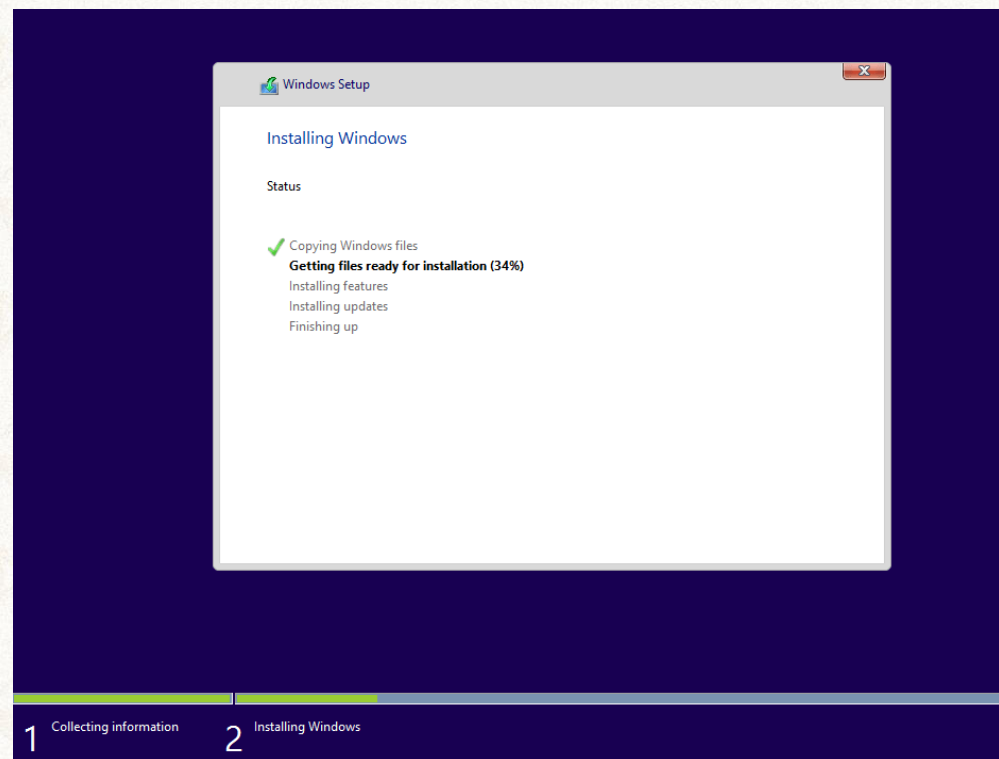 Windows Setup
Installing Windows
Status
Copying Windows files
Getting files ready for installation (34%)
Installing features
Installing updates
Finishing up
1 Collecting information
2 Installing Windows